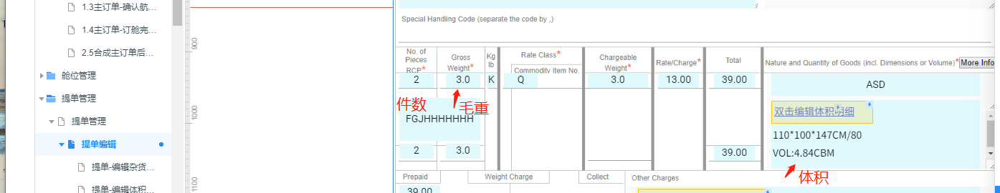 1.3主订单-确认航...
1.4主订单-订舱完...
2.5合成主订单后...
舱位管理
提单管理
提单管理
提单编辑
提单-编辑杂货...
提单-编辑体积...
900
1000
1100
Special Handling Code (separate the code by ,)
No. of Pieces RCP*
Gross Weight*
Kg lb
Rate Class*
Commodity Item No.
Chargeable Weight*
Rate/Charge*
Total
Nature and Quantity of Goods (incl. Dimensions or Volume)*
More Info
2 3.0 K Q 3.0 13.00 39.00
ASD
件数
毛重
FGJHHHHHHH
双击编辑体积明细
110*100*147CM/80
VOL:4.84CBM
体积
2 3.0 39.00
Prepaid Weight Charge Collect Other Charges
39.00